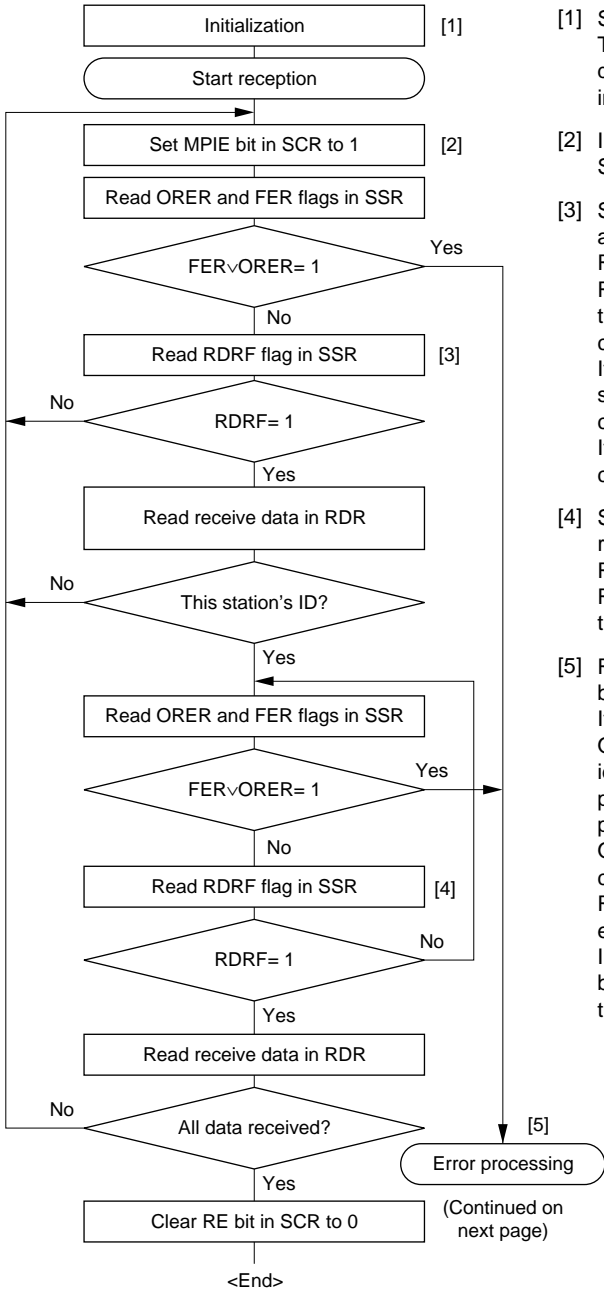 Initialization [1]
Start reception
Set MPIE bit in SCR to 1 [2]
Read ORER and FER flags in SSR
FER∨ORER= 1
Yes
No
Read RDRF flag in SSR [3]
No
RDRF= 1
Yes
Read receive data in RDR
No
This station's ID?
Yes
Read ORER and FER flags in SSR
FER∨ORER= 1
Yes
No
Read RDRF flag in SSR [4]
No
RDRF= 1
Yes
Read receive data in RDR
No
All data received?
[5]
Error processing
Yes
(Continued on
next page)
Clear RE bit in SCR to 0
<End>
[1]
[2]
[3]
[4]
[5]